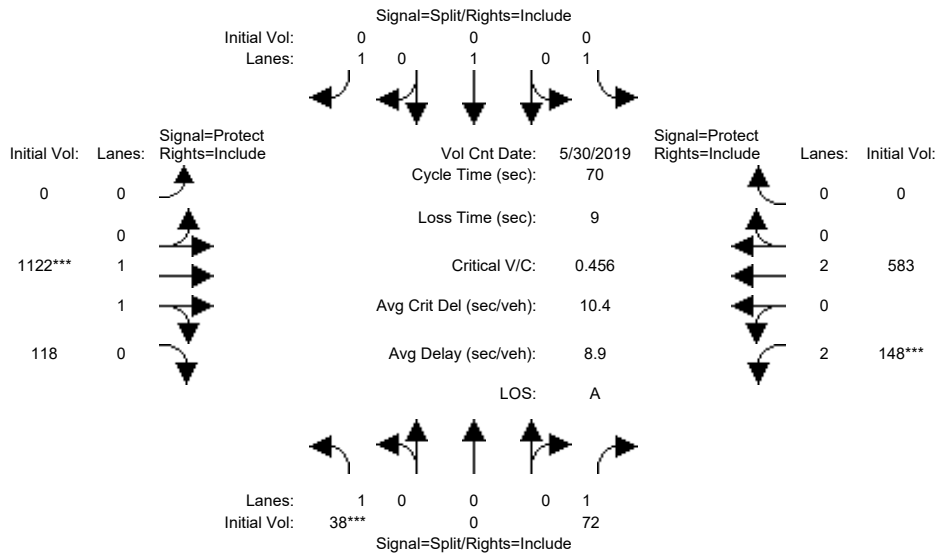 Signal=Split/Rights=Include
Initial Vol: 0 0 0
Lanes: 1 0 1 0 1
Signal=Protect Signal=Protect
Initial Vol: Lanes: Rights=Include Vol Cnt Date: 5/30/2019 Rights=Include Lanes: Initial Vol:
Cycle Time (sec): 70
0 0 0 0
Loss Time (sec): 9
0 0
1122*** 1 Critical V/C: 0.456 2 583
1 Avg Crit Del (sec/veh): 10.4 0
118 0 Avg Delay (sec/veh): 8.9 2 148***
LOS: A
Lanes: 1 0 0 0 1
Initial Vol: 38*** 0 72
Signal=Split/Rights=Include